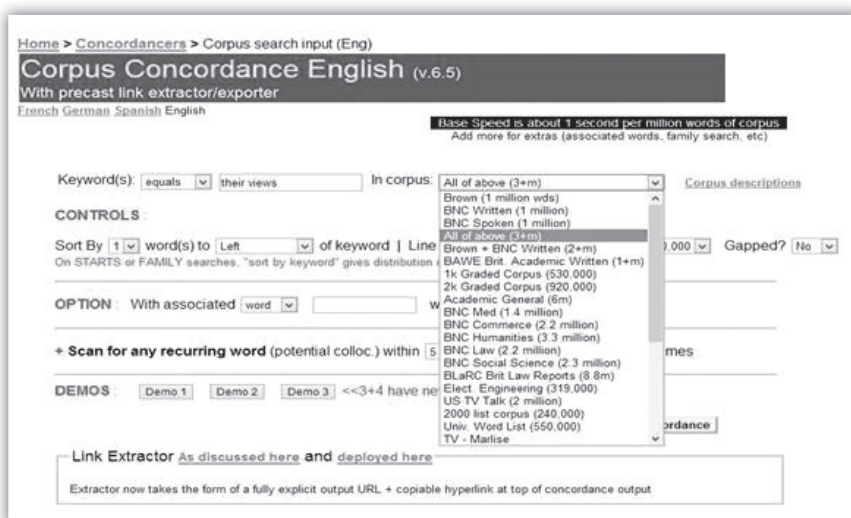 Home > Concordancers > Corpus search input (Eng)
Corpus Concordance English (v.6.5)
With precast link extractor/exporter
French German Spanish English
Base Speed is about 1 second per million words of corpus
Add more for extras (associated words, family search, etc)
Keyword(s): equals their views In corpus: All of above (3+m) Corpus descriptions
Brown (1 million wds)
BNC Written (1 million)
CONTROLS :
BNC Spoken (1 million)
All of above (3+m)
Sort By 1 word(s) to Left of keyword | Line 0,000 Gapped? No
Brown + BNC Written (2+m)
BAWE Brit. Academic Written (1+m)
On STARTS or FAMILY searches, "sort by keyword" gives distribution
1k Graded Corpus (530,000)
2k Graded Corpus (920,000)
Academic General (6m)
OPTION : With associated word w
BNC Med (1.4 million)
BNC Commerce (2.2 million)
BNC Humanities (3.3 million)
+ Scan for any recurring word (potential colloc.) within 5 mes
BNC Law (2.2 million)
BNC Social Science (2.3 million)
BLaRC Brit Law Reports (8.8m)
DEMOS : Demo 1 Demo 2 Demo 3 <<3+4 have ne
Elect. Engineering (319,000)
US TV Talk (2 million)
2000 list corpus (240,000)
Univ. Word List (550,000)
ordance
TV - Marlise
Link Extractor As discussed here and deployed here
Extractor now takes the form of a fully explicit output URL + copiable hyperlink at top of concordance output